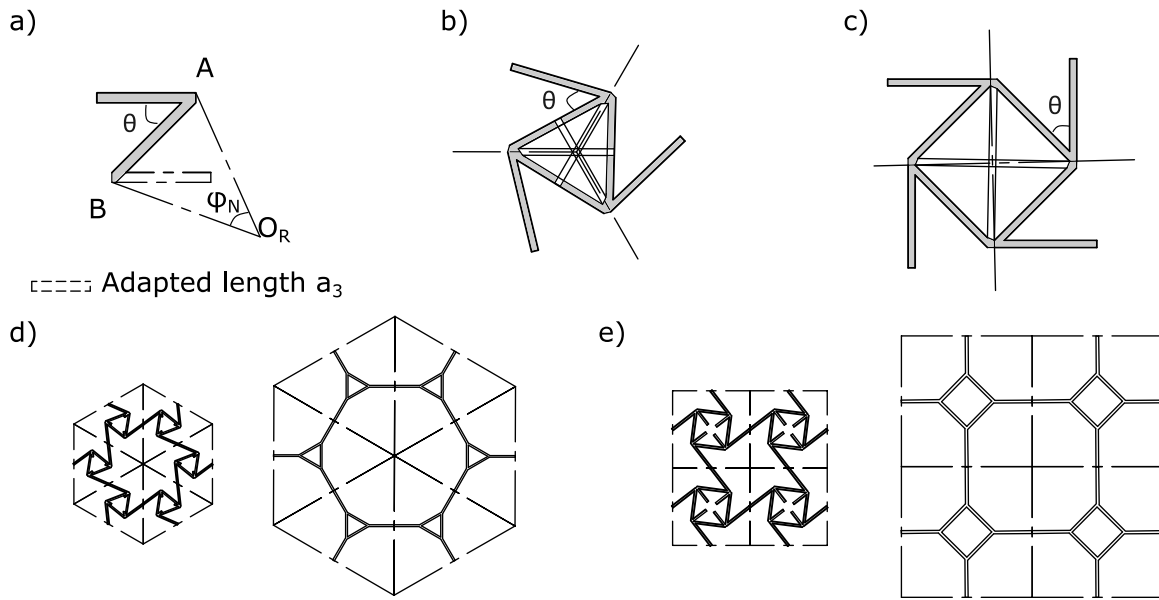 a)
A
θ
B
φN
OR
Adapted length a3
b)
θ
c)
θ
d)
e)